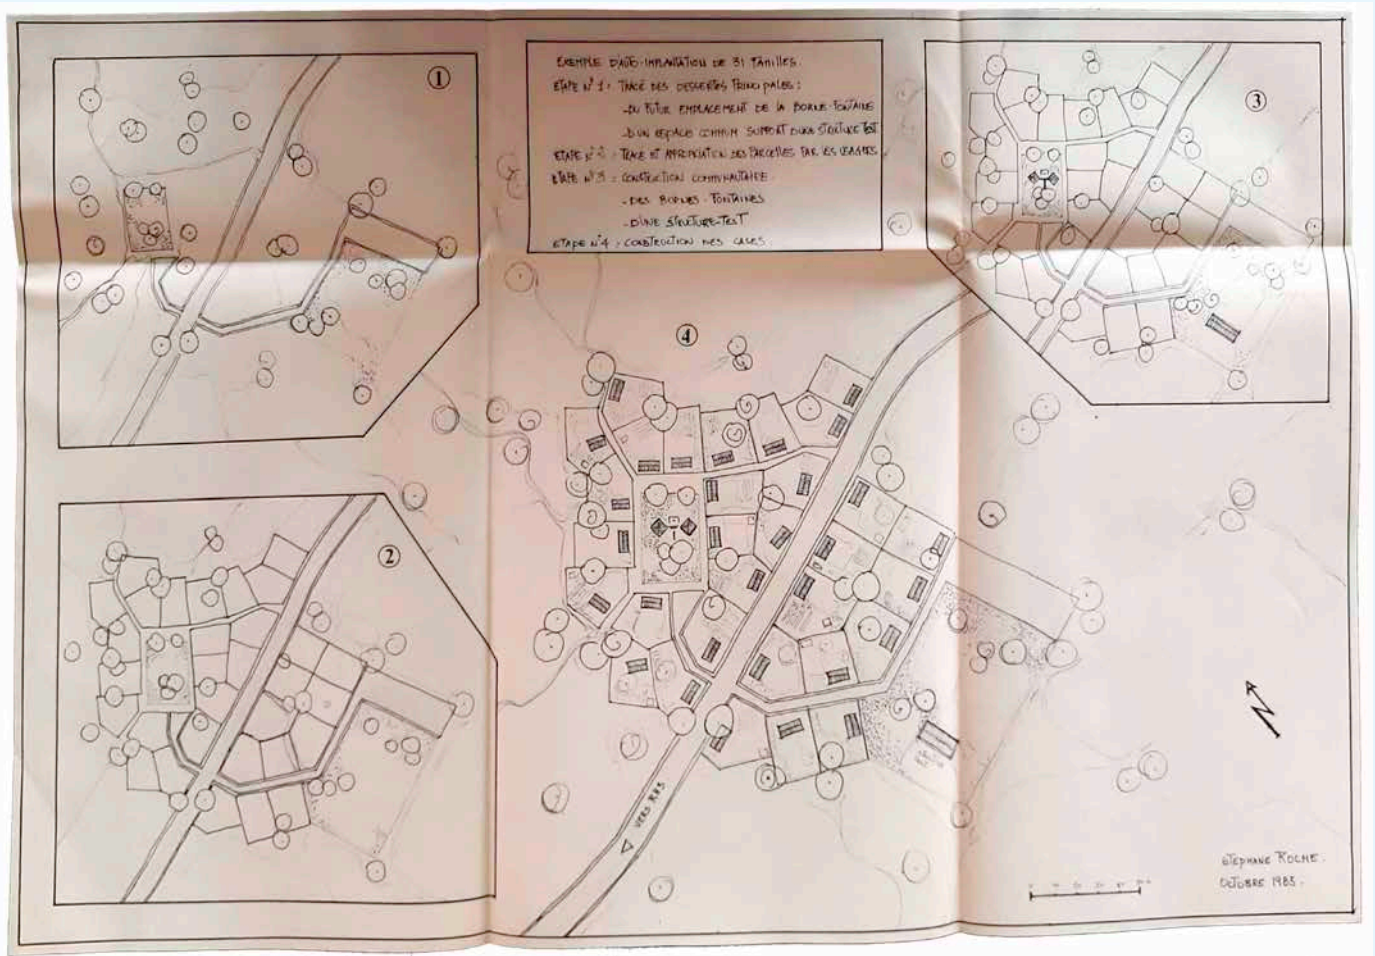 EXEMPLE D'AUTO-IMPLANTATION DE 31 FAMILLES.
ETAPE N°1 : TRACÉ DES DESSERTES PRINCIPALES :
-DU FUTUR EMPLACEMENT DE LA BORNE-FONTAINE
-D'UN ESPACE COMMUN SUPPORT D'UNE STRUCTURE TEST
ETAPE N°2 : TRACÉ ET APPROPRIATION DES PARCELLES PAR LES USAGERS
ETAPE N°3 : CONSTRUCTION COMMUNAUTAIRE.
- DES BORNES-FONTAINES
- D'UNE STRUCTURE-TEST
ETAPE N°4 : CONSTRUCTION DES CASES.
1
3
4
2
VERS
STEPHANE ROCHE.
OCTOBRE 1985.